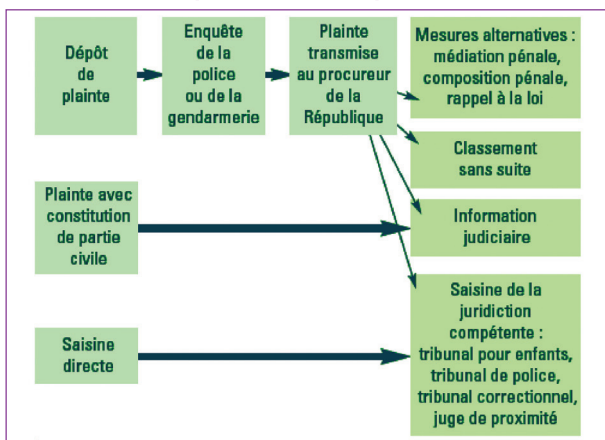 Dépôt
de
plainte
Enquête
de la
police
ou de la
gendarmerie
Plainte
transmise
au procureur
de la
République
Mesures alternatives :
médiation pénale,
composition pénale,
rappel à la loi
Classement
sans suite
Plainte avec
constitution
de partie
civile
Information
judiciaire
Saisine
directe
Saisine de la
juridiction
compétente :
tribunal pour enfants,
tribunal de police,
tribunal correctionnel,
juge de proximité